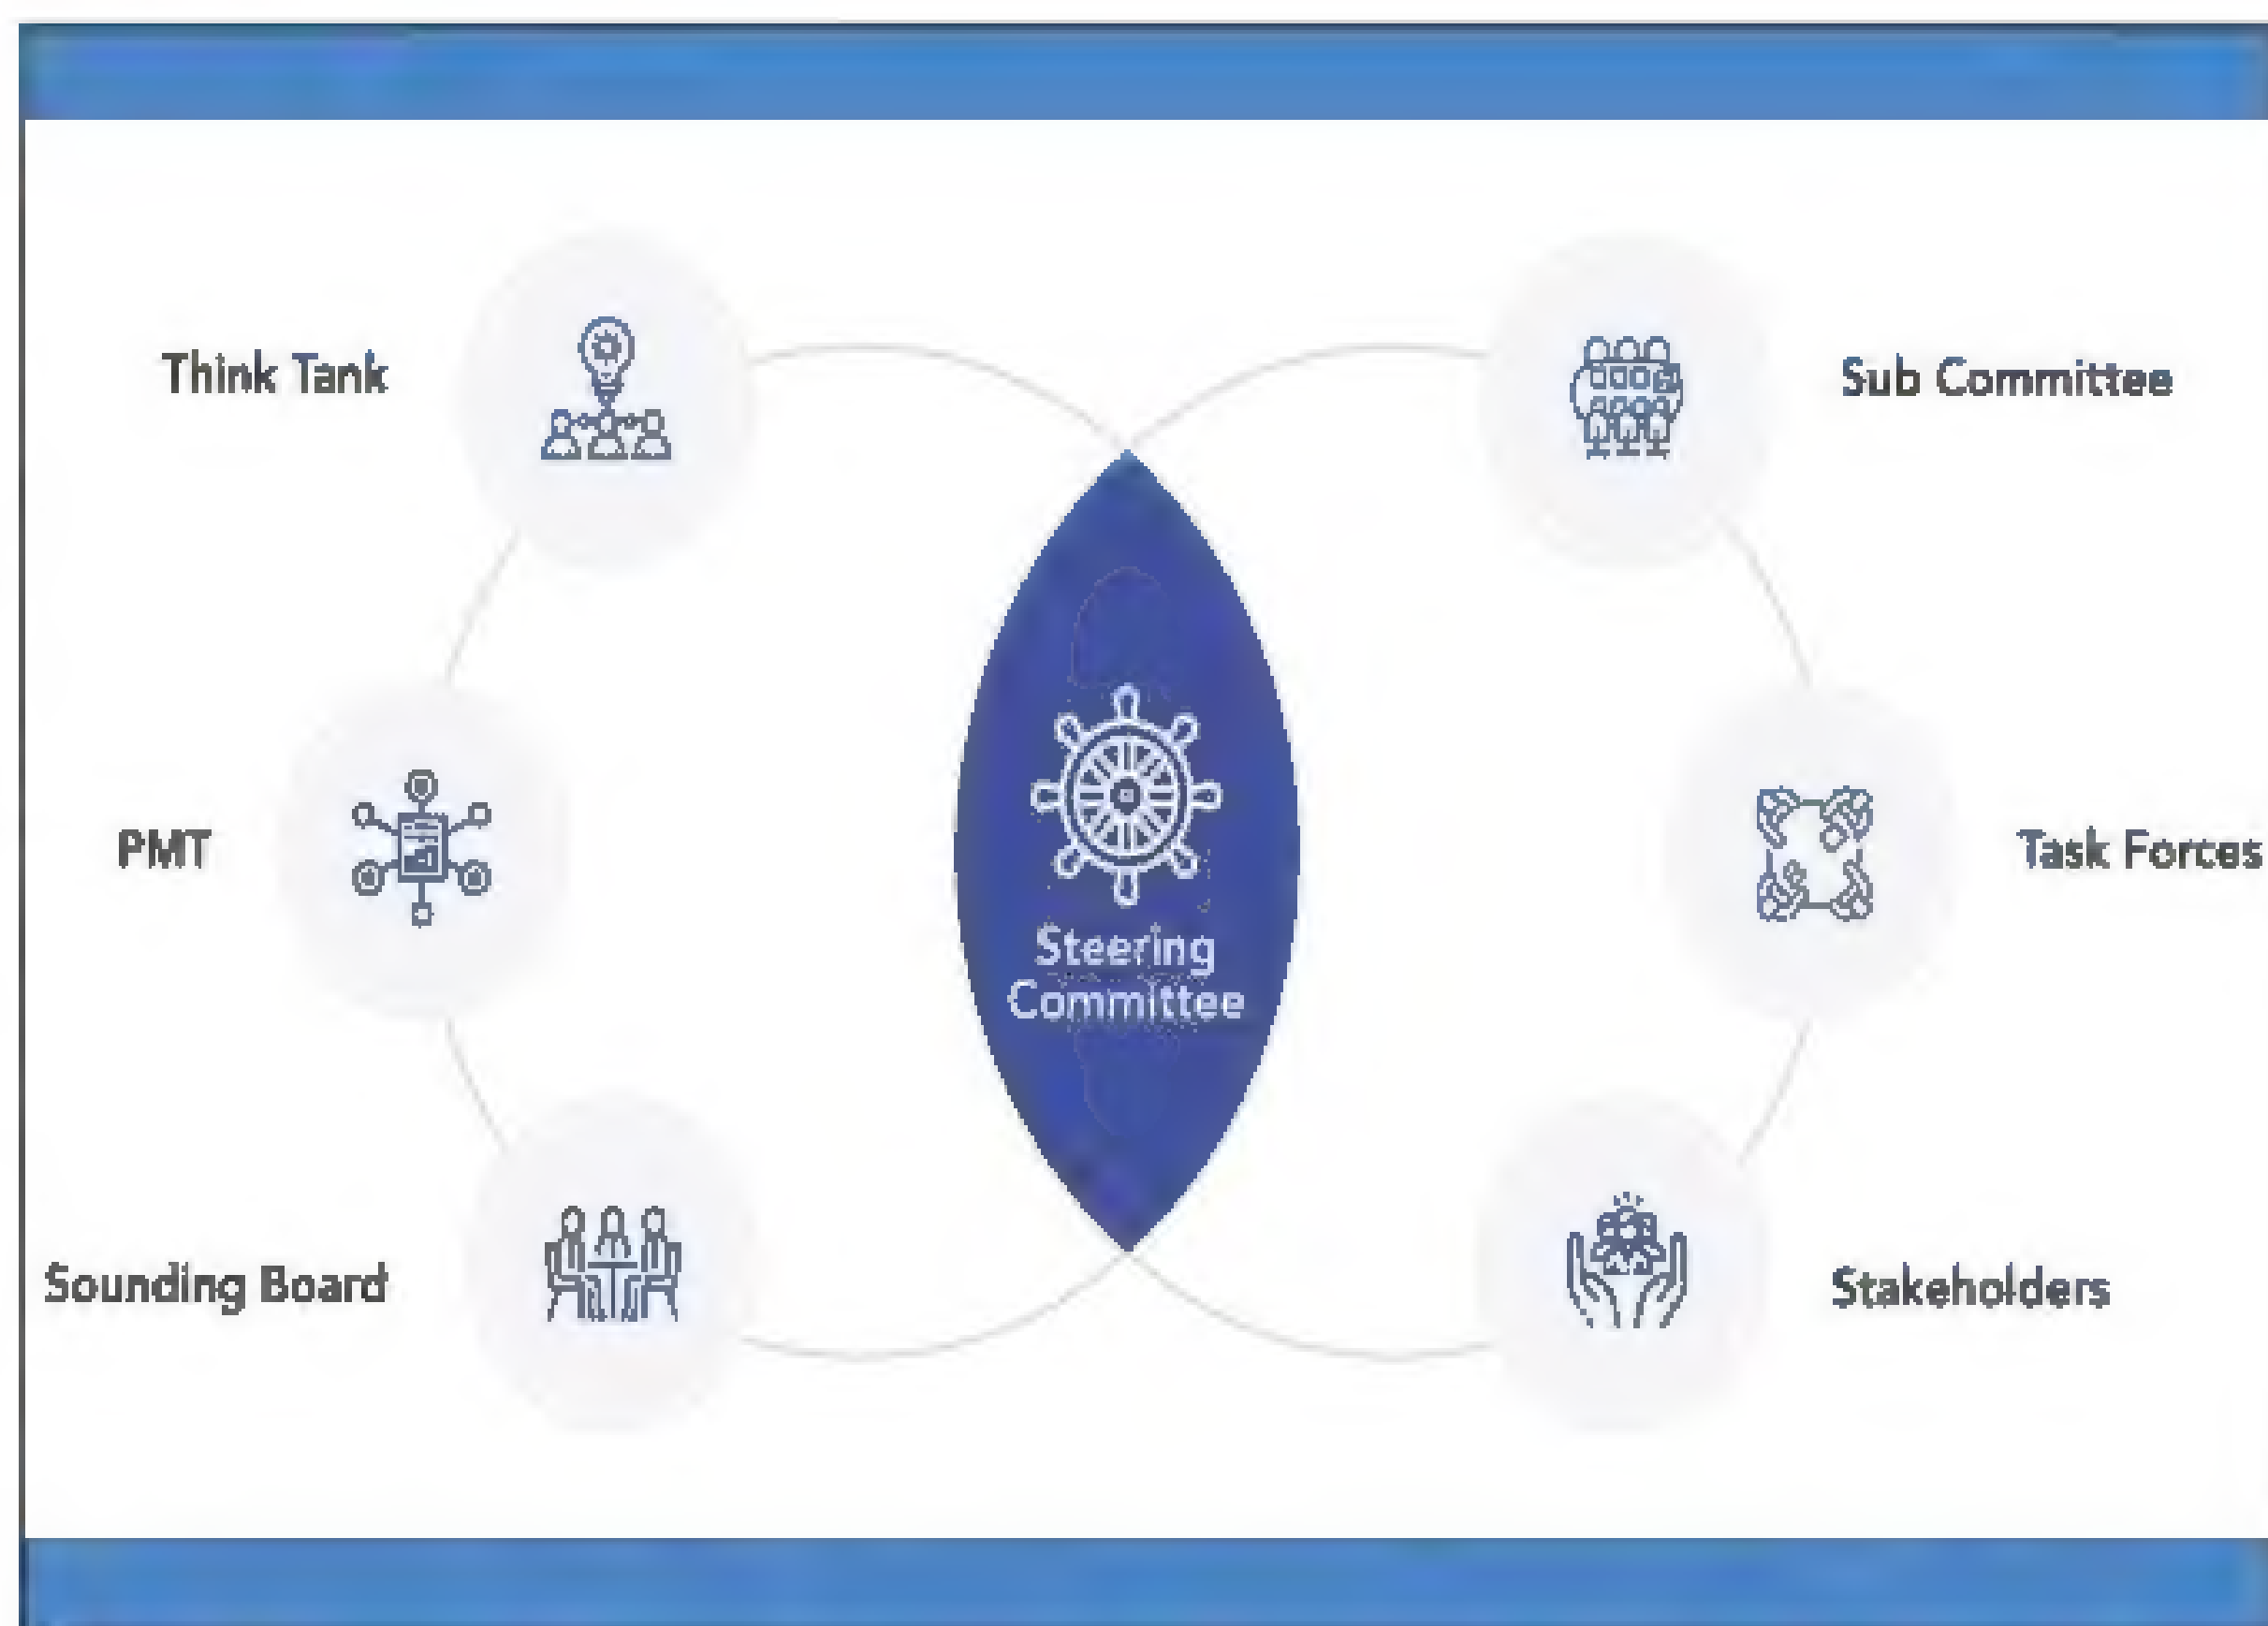 Think Tank
Sub Committee
PMT
Steering
Committee
Task Forces
Sounding Board
Stakeholders